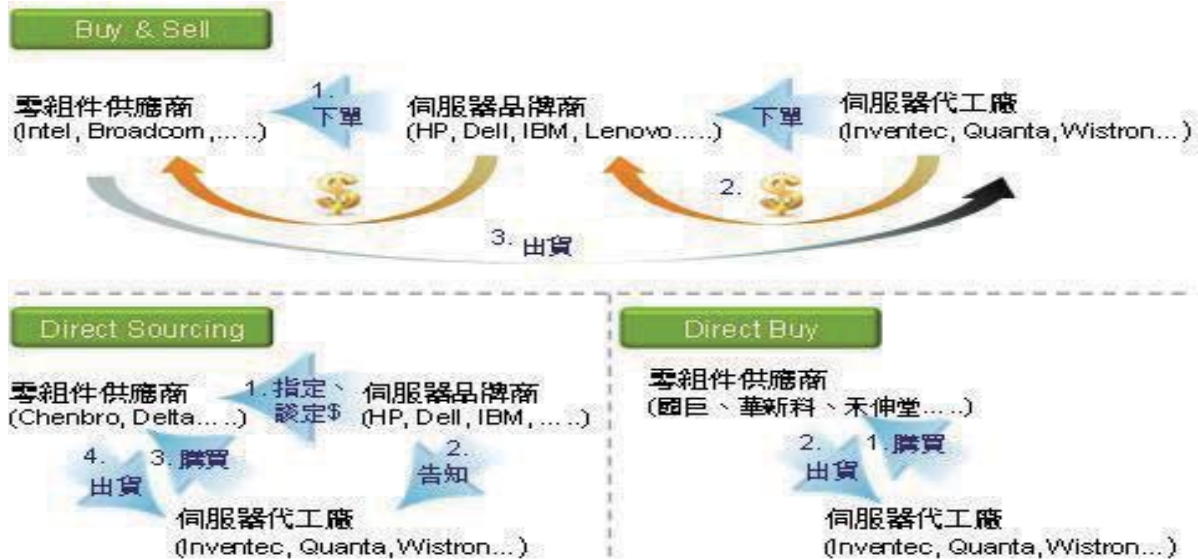 Buy & Sell
零組件供應商
(Intel, Broadcom,.....)
1.
下單
伺服器品牌商
(HP, Dell, IBM, Lenovo.....)
下單
伺服器代工廠
(Inventec, Quanta, Wistron...)
$
2.
$
3. 出貨
Direct Sourcing
零組件供應商
(Chenbro, Delta.....)
1. 指定、
談定$
伺服器品牌商
(HP, Dell, IBM, .....)
4.
出貨
3. 購買
2.
告知
伺服器代工廠
(Inventec, Quanta, Wistron...)
Direct Buy
零組件供應商
(國巨、華新科、禾伸堂.....)
2.
出貨
1. 購買
伺服器代工廠
(Inventec, Quanta, Wistron...)